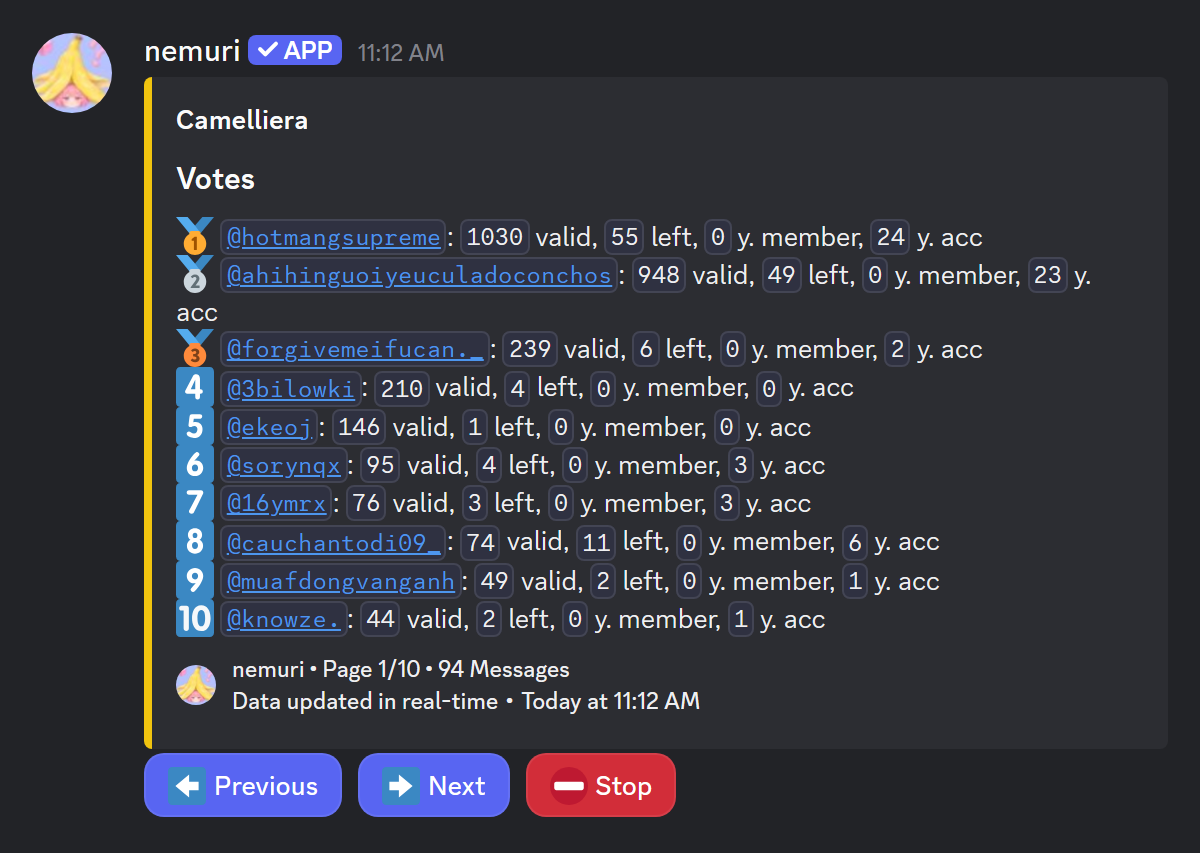 nemuri ✓ APP 11:12 AM
Camelliera
Votes
1 @hotmangsupreme: 1030 valid, 55 left, 0 y. member, 24 y. acc
2 @ahihinguoiyeuculadoconchos: 948 valid, 49 left, 0 y. member, 23 y.
acc
3 @forgivemeifucan._: 239 valid, 6 left, 0 y. member, 2 y. acc
4 @3bilowki: 210 valid, 4 left, 0 y. member, 0 y. acc
5 @ekeoj: 146 valid, 1 left, 0 y. member, 0 y. acc
6 @sorynqx: 95 valid, 4 left, 0 y. member, 3 y. acc
7 @16ymrx: 76 valid, 3 left, 0 y. member, 3 y. acc
8 @cauchantodi09_: 74 valid, 11 left, 0 y. member, 6 y. acc
9 @muafdongvanganh: 49 valid, 2 left, 0 y. member, 1 y. acc
10 @knowze.: 44 valid, 2 left, 0 y. member, 1 y. acc
nemuri • Page 1/10 • 94 Messages
Data updated in real-time • Today at 11:12 AM
Previous Next Stop